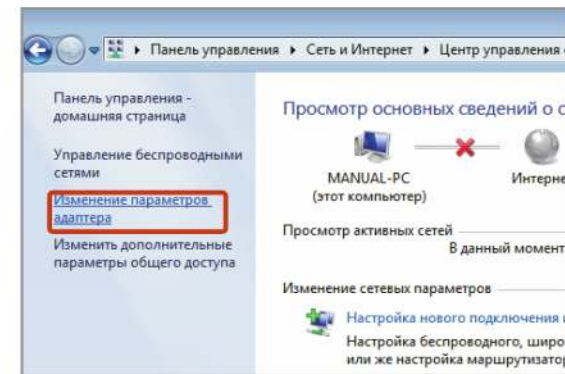 Панель управления ▸ Сеть и Интернет ▸ Центр управления
Панель управления -
домашняя страница
Управление беспроводными
сетями
Изменение параметров
адаптера
Изменить дополнительные
параметры общего доступа
Просмотр основных сведений о
MANUAL-PC
(этот компьютер)
Интерне
Просмотр активных сетей
В данный момент
Изменение сетевых параметров
Настройка нового подключения
Настройка беспроводного, широ
или же настройка маршрутизатор